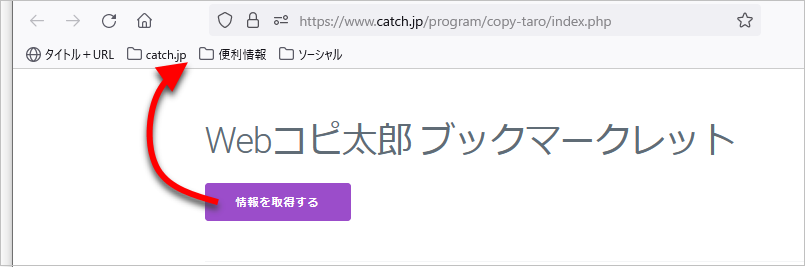 https://www.catch.jp/program/copy-taro/index.php
タイトル+URL catch.jp 便利情報 ソーシャル
Webコピ太郎 ブックマークレット
情報を取得する